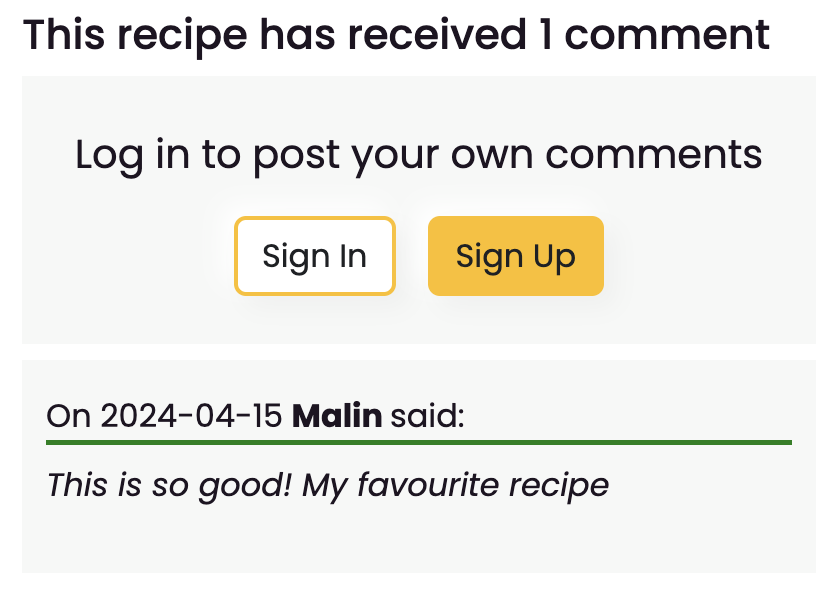 This recipe has received 1 comment
Log in to post your own comments
Sign In
Sign Up
On 2024-04-15 Malin said:
This is so good! My favourite recipe